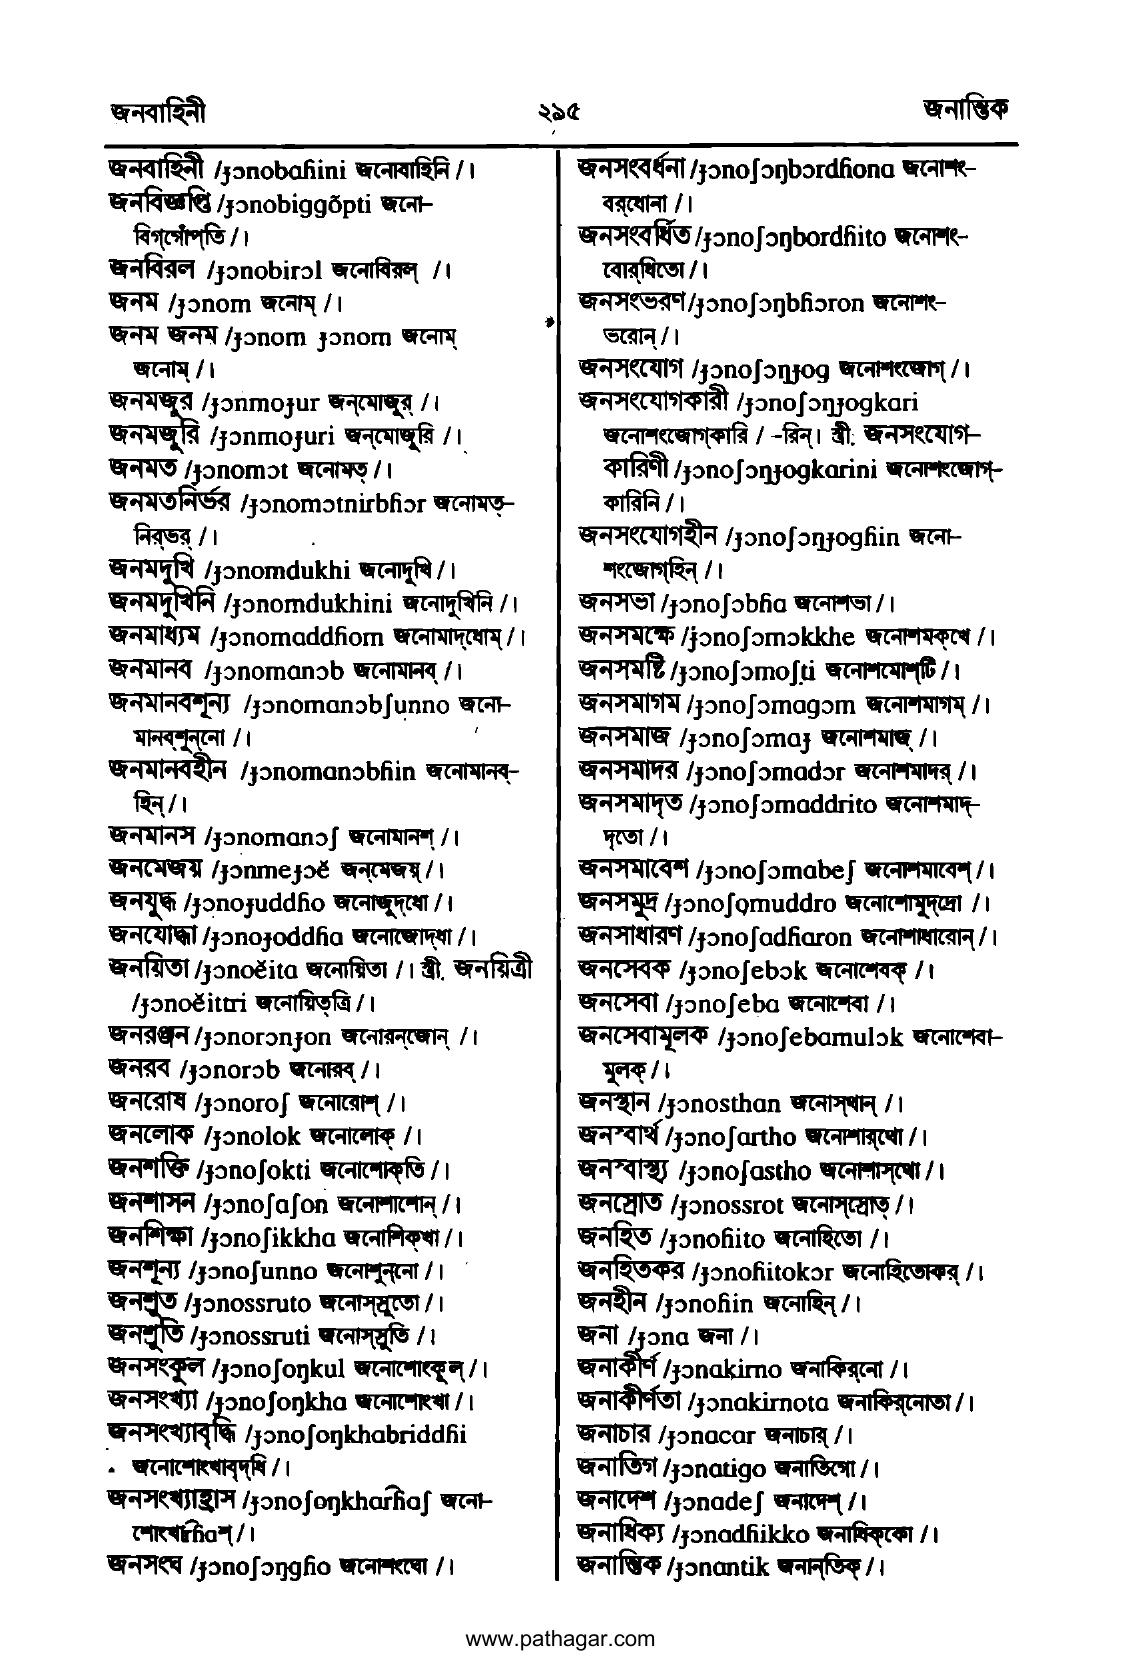 জনবাহিনী ২৯৫ জনান্তিক
জনবাহিনী /ɟɔnobaɦini জনোবাহিনি / ।
জনবিজ্ঞপ্তি /ɟɔnobiggõpti জনো–
বিগ্‌গোঁপ্‌তি / ।
জনবিরল /ɟɔnobirɔl জনোবিরল্‌ / ।
জনম /ɟɔnom জনোম্‌ / ।
জনম জনম /ɟɔnom ɟɔnom জনোম্‌
জনোম্‌ / ।
জনমজুর /ɟɔnmoɟur জন্‌মোজুর্‌ / ।
জনমজুরি /ɟɔnmoɟuri জন্‌মোজুরি / ।
জনমত /ɟɔnomɔt জনোমত্‌ / ।
জনমতনির্ভর /ɟɔnomɔtnirbɦɔr জনোমত্‌–
নির্‌ভর্‌ / ।
জনমদুখি /ɟɔnomdukhi জনোদুখি / ।
জনমদুখিনি /ɟɔnomdukhini জনোদুখিনি / ।
জনমাধ্যম /ɟɔnomaddɦom জনোমাদ্‌ধোম্‌ / ।
জনমানব /ɟɔnomanɔb জনোমানব্‌ / ।
জনমানবশূন্য /ɟɔnomanɔbʃunno জনো–
মানব্‌শুন্‌নো / ।
জনমানবহীন /ɟɔnomanɔbɦin জনোমানব্‌–
হিন্‌ / ।
জনমানস /ɟɔnomanɔʃ জনোমানশ্‌ / ।
জনমেজয় /ɟɔnmeɟɔĕ জন্‌মেজয়্‌ / ।
জনযুদ্ধ /ɟɔnoɟuddɦo জনোজুদ্‌ধো / ।
জনযোদ্ধা /ɟɔnoɟoddɦa জনোজোদ্‌ধা / ।
জনয়িতা /ɟɔnoĕita জনোয়িতা / । স্ত্রী. জনয়িত্রী
/ɟɔnoĕittri জনোয়িত্‌ত্রি / ।
জনরঞ্জন /ɟɔnorɔnɟon জনোরন্‌জোন্‌ / ।
জনরব /ɟɔnorɔb জনোরব্‌ / ।
জনরোষ /ɟɔnoroʃ জনোরোশ্‌ / ।
জনলোক /ɟɔnolok জনোলোক্‌ / ।
জনশক্তি /ɟɔnoʃokti জনোশোক্‌তি / ।
জনশাসন /ɟɔnoʃaʃon জনোশাশোন্‌ / ।
জনশিক্ষা /ɟɔnoʃikkha জনোশিক্‌খা / ।
জনশূন্য /ɟɔnoʃunno জনোশুন্‌নো / ।
জনশ্রুত /ɟɔnossruto জনোস্‌স্রুতো / ।
জনশ্রুতি /ɟɔnossruti জনোস্‌স্রুতি / ।
জনসংকুল /ɟɔnoʃoŋkul জনোশোংকুল্‌ / ।
জনসংখ্যা /ɟɔnoʃoŋkha জনোশোংখা / ।
জনসংখ্যাবৃদ্ধি /ɟɔnoʃoŋkhabriddɦi
জনোশোংখাবৃদ্‌ধি / ।
জনসংখ্যাহ্রাস /ɟɔnoʃoŋkhar͡ɦaʃ জনো–
শোংখাr͡ɦaশ্‌ / ।
জনসংঘ /ɟɔnoʃɔŋgɦo জনোশংঘো / ।
জনসংবর্ধনা /ɟɔnoʃɔŋbɔrdɦona জনোশং–
বর্‌ধোনা / ।
জনসংবর্ধিত /ɟɔnoʃɔŋbordɦito জনোশং–
বোর্‌ধিতো / ।
জনসংভরণ /ɟɔnoʃɔŋbɦɔron জনোশং–
ভরোন্‌ / ।
জনসংযোগ /ɟɔnoʃɔŋɟog জনোশংজোগ্‌ / ।
জনসংযোগকারী /ɟɔnoʃɔŋɟogkari
জনোশংজোগ্‌কারি / -রিন্‌। স্ত্রী. জনসংযোগ–
কারিণী /ɟɔnoʃɔŋɟogkarini জনোশংজোগ্‌–
কারিনি / ।
জনসংযোগহীন /ɟɔnoʃɔŋɟogɦin জনো–
শংজোগ্‌হিন্‌ / ।
জনসভা /ɟɔnoʃɔbɦa জনোশভা / ।
জনসমক্ষে /ɟɔnoʃɔmɔkkhe জনোশমক্‌খে / ।
জনসমষ্টি /ɟɔnoʃɔmoʃti জনোশমোশ্‌টি / ।
জনসমাগম /ɟɔnoʃɔmagɔm জনোশমাগম্‌ / ।
জনসমাজ /ɟɔnoʃɔmaɟ জনোশমাজ্‌ / ।
জনসমাদর /ɟɔnoʃɔmadɔr জনোশমাদর্‌ / ।
জনসমাদৃত /ɟɔnoʃɔmaddrito জনোশমাদ্‌–
দৃতো / ।
জনসমাবেশ /ɟɔnoʃɔmabeʃ জনোশমাবেশ্‌ / ।
জনসমুদ্র /ɟɔnoʃomuddro জনোশোমুদ্‌দ্রো / ।
জনসাধারণ /ɟɔnoʃadɦaron জনোশাধারোন্‌ / ।
জনসেবক /ɟɔnoʃebɔk জনোশেবক্‌ / ।
জনসেবা /ɟɔnoʃeba জনোশেবা / ।
জনসেবামূলক /ɟɔnoʃebamulɔk জনোশেবা–
মুলক্‌ / ।
জনস্থান /ɟɔnosthan জনোস্‌থান্‌ / ।
জনস্বার্থ /ɟɔnoʃartho জনোশার্‌থো / ।
জনস্বাস্থ্য /ɟɔnoʃastho জনোশাস্‌থো / ।
জনস্রোত /ɟɔnossrot জনোস্‌স্রোত্‌ / ।
জনহিত /ɟɔnoɦito জনোহিতো / ।
জনহিতকর /ɟɔnoɦitokɔr জনোহিতোকর্‌ / ।
জনহীন /ɟɔnoɦin জনোহিন্‌ / ।
জনা /ɟɔna জনা / ।
জনাকীর্ণ /ɟɔnakirno জনাকির্‌নো / ।
জনাকীর্ণতা /ɟɔnakirnota জনাকির্‌নোতা / ।
জনাচার /ɟɔnacar জনাচার্‌ / ।
জনাতিগ /ɟɔnatigo জনাতিগো / ।
জনাদেশ /ɟɔnadeʃ জনাদেশ্‌ / ।
জনাধিক্য /ɟɔnadɦikko জনাধিক্‌কো / ।
জনান্তিক /ɟɔnantik জনান্‌তিক্‌ / ।
www.pathagar.com